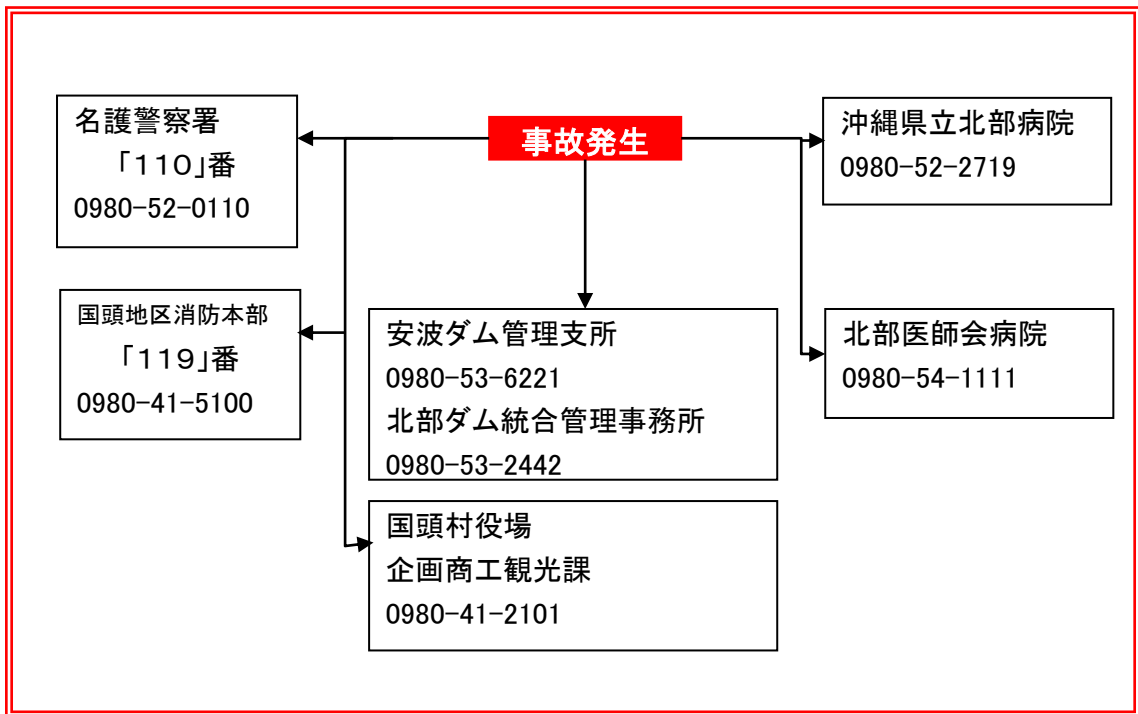 事故発生
名護警察署
「110」番
0980-52-0110
国頭地区消防本部
「119」番
0980-41-5100
安波ダム管理支所
0980-53-6221
北部ダム統合管理事務所
0980-53-2442
国頭村役場
企画商工観光課
0980-41-2101
沖縄県立北部病院
0980-52-2719
北部医師会病院
0980-54-1111